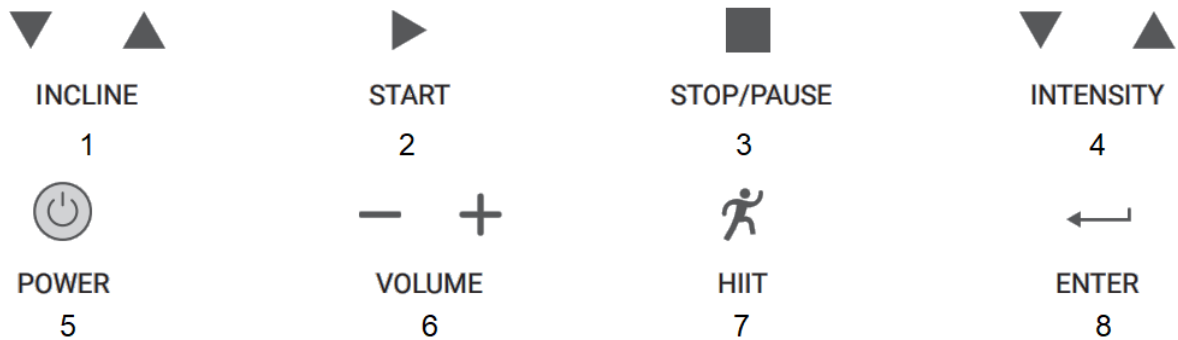 INCLINE START STOP/PAUSE INTENSITY
1 2 3 4
POWER VOLUME HIIT ENTER
5 6 7 8